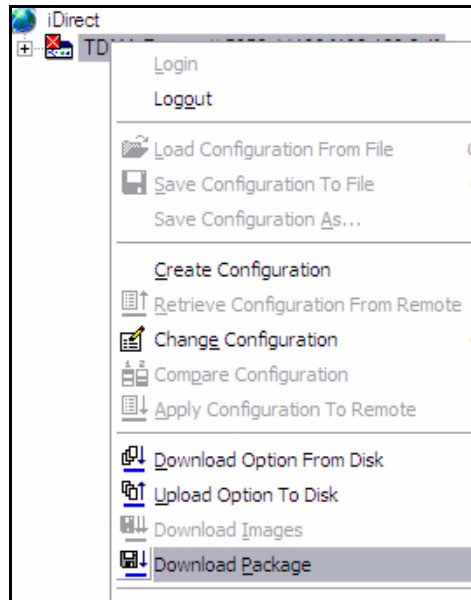 iDirect
TD
Login
Logout
Load Configuration From File
Save Configuration To File
Save Configuration As...
Create Configuration
Retrieve Configuration From Remote
Change Configuration
Compare Configuration
Apply Configuration To Remote
Download Option From Disk
Upload Option To Disk
Download Images
Download Package